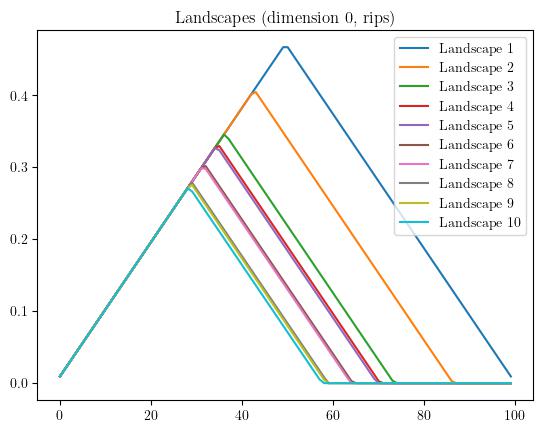 Landscapes (dimension 0, rips)
Landscape 1
Landscape 2
Landscape 3
Landscape 4
Landscape 5
Landscape 6
Landscape 7
Landscape 8
Landscape 9
Landscape 10
0.4
0.3
0.2
0.1
0.0
0 20 40 60 80 100